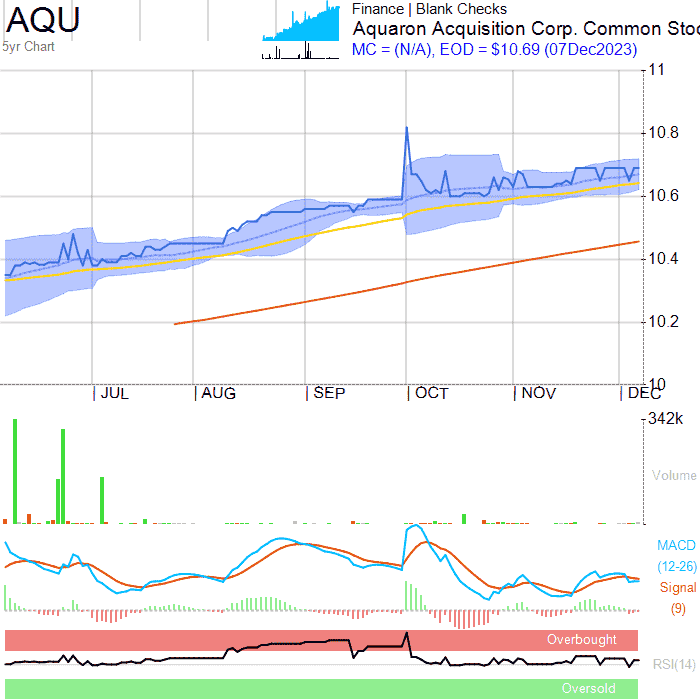 AQU
5yr Chart
Finance | Blank Checks
Aquaron Acquisition Corp. Common Stoc
MC = (N/A), EOD = $10.69 (07Dec2023)
11
10.8
10.6
10.4
10.2
10
JUL AUG SEP OCT NOV DEC
342k
Volume
MACD
(12-26)
Signal
(9)
Overbought
RSI(14)
Oversold